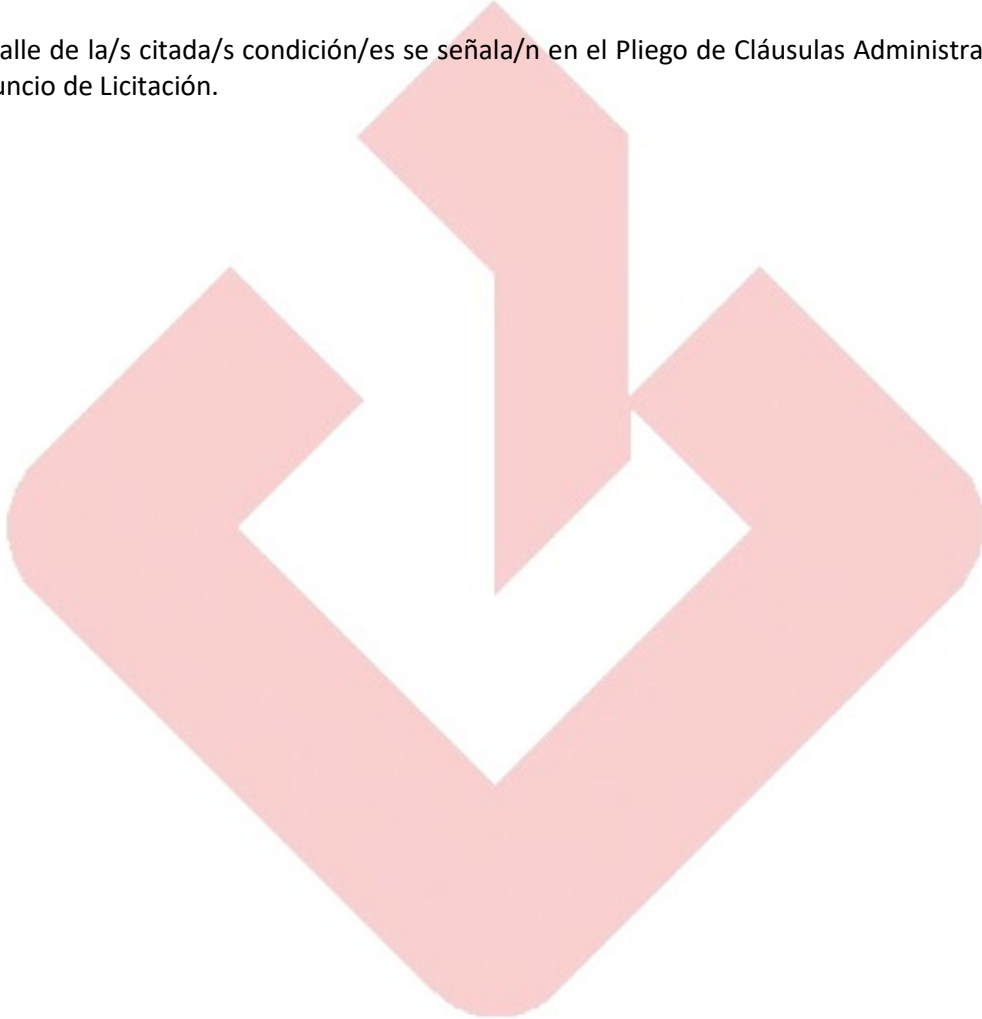 alle de la/s citada/s condición/es se señala/n en el Pliego de Cláusulas Administra
uncio de Licitación.